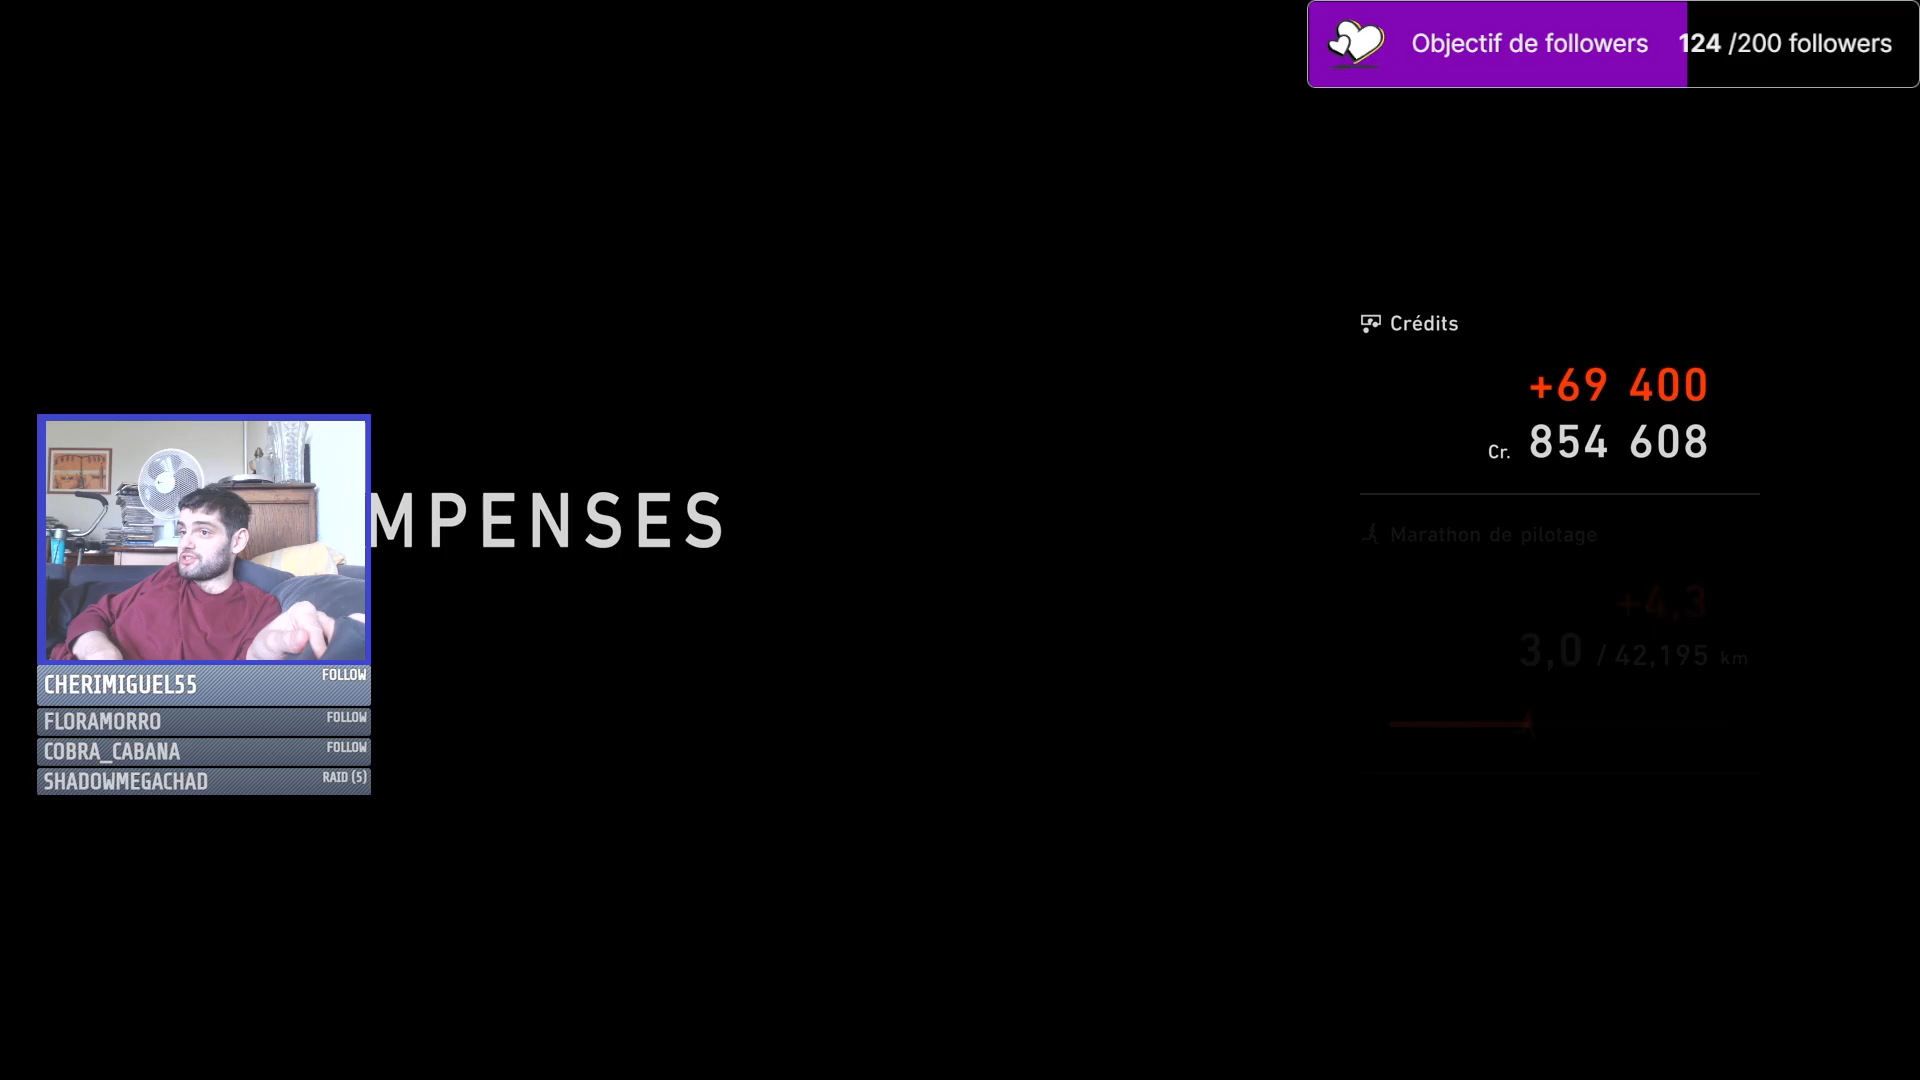 Objectif de followers 124 /200 followers
Crédits
+69 400
Cr. 854 608
MPENSES
Marathon de pilotage
+4,3
3,0 / 42,195 km
CHERIMIGUEL55 FOLLOW
FLORAMORRO FOLLOW
COBRA_CABANA FOLLOW
SHADOWMEGACHAD RAID (5)